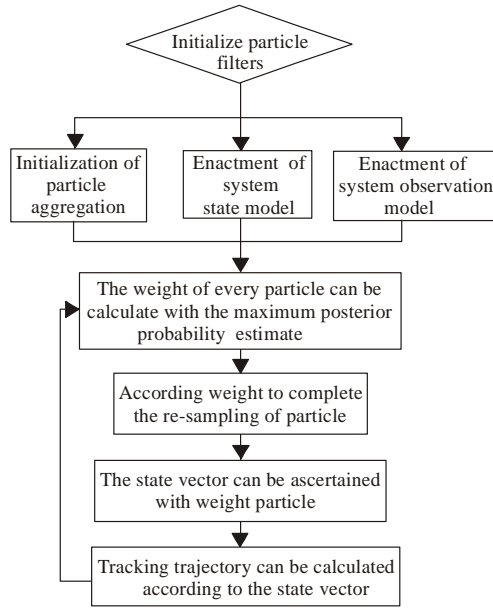 Initialize particle
filters
Initialization of
particle
aggregation
Enactment of
system
state model
Enactment of
system observation
model
The weight of every particle can be
calculate with the maximum posterior
probability estimate
According weight to complete
the re-sampling of particle
The state vector can be ascertained
with weight particle
Tracking trajectory can be calculated
according to the state vector